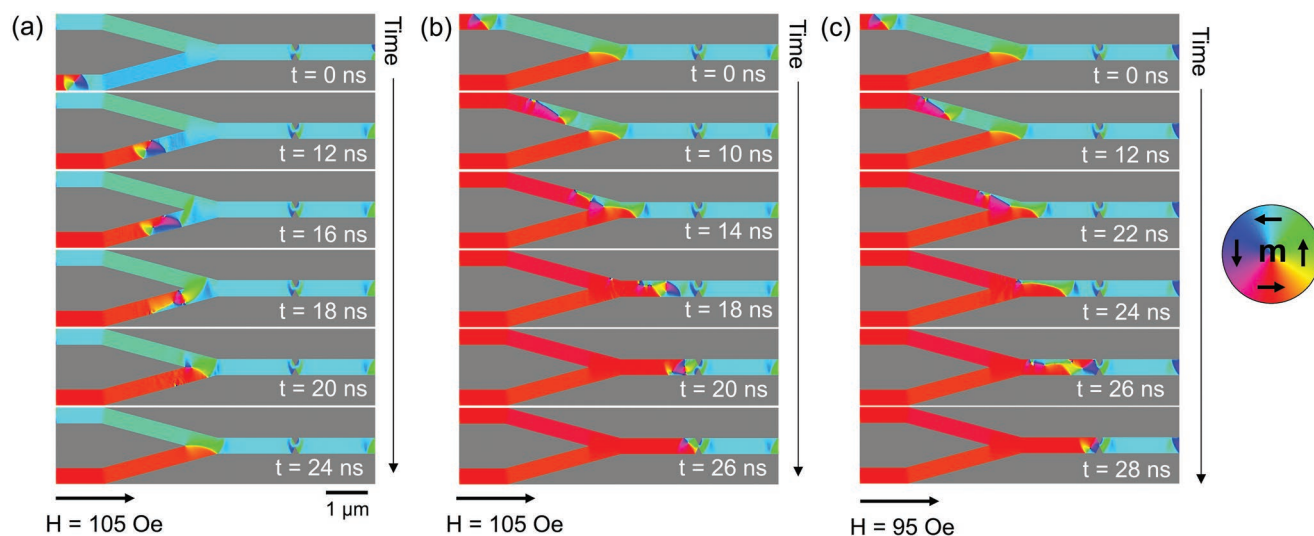 (a)
Time
t = 0 ns
t = 12 ns
t = 16 ns
t = 18 ns
t = 20 ns
t = 24 ns
H = 105 Oe
1 μm
(b)
Time
t = 0 ns
t = 10 ns
t = 14 ns
t = 18 ns
t = 20 ns
t = 26 ns
H = 105 Oe
(c)
Time
t = 0 ns
t = 12 ns
t = 22 ns
t = 24 ns
t = 26 ns
t = 28 ns
H = 95 Oe
m